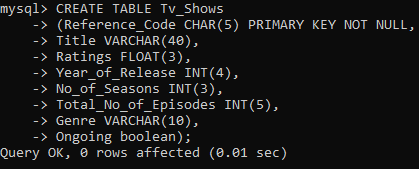 mysql> CREATE TABLE Tv_Shows
    -> (Reference_Code CHAR(5) PRIMARY KEY NOT NULL,
    -> Title VARCHAR(40),
    -> Ratings FLOAT(3),
    -> Year_of_Release INT(4),
    -> No_of_Seasons INT(3),
    -> Total_No_of_Episodes INT(5),
    -> Genre VARCHAR(10),
    -> Ongoing boolean);
Query OK, 0 rows affected (0.01 sec)